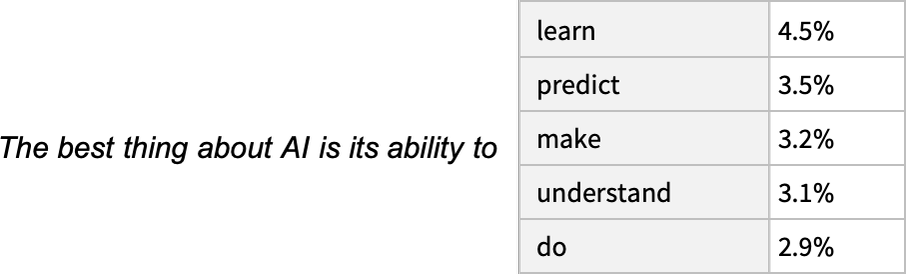 learn 4.5%
predict 3.5%
The best thing about AI is its ability to make 3.2%
understand 3.1%
do 2.9%